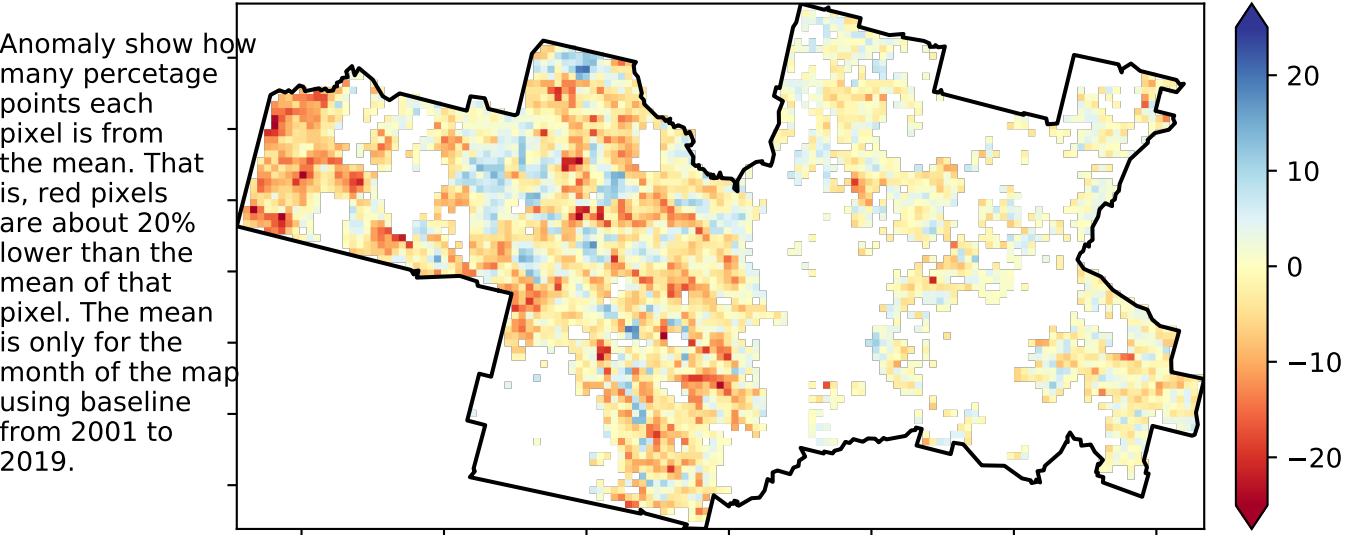 Anomaly show how
many percetage
points each
pixel is from
the mean. That
is, red pixels
are about 20%
lower than the
mean of that
pixel. The mean
is only for the
month of the map
using baseline
from 2001 to
2019.
20
10
0
−10
−20